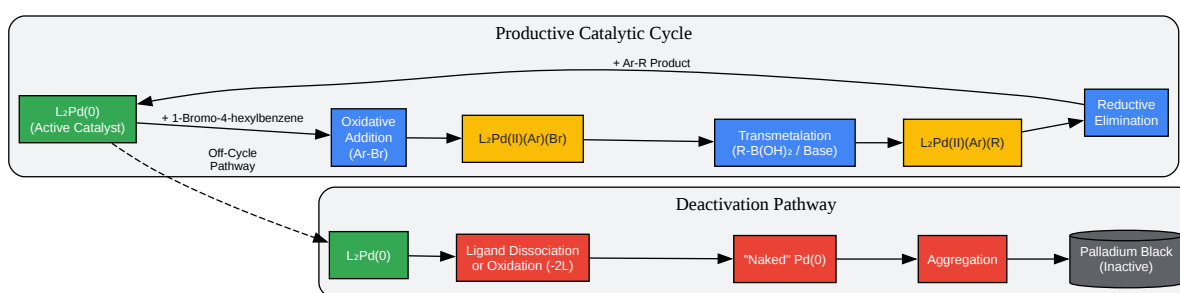 Productive Catalytic Cycle
+ Ar-R Product
L₂Pd(0)
(Active Catalyst)
+ 1-Bromo-4-hexylbenzene
Oxidative
Addition
(Ar-Br)
L₂Pd(II)(Ar)(Br)
Transmetalation
(R-B(OH)₂ / Base)
L₂Pd(II)(Ar)(R)
Reductive
Elimination
Off-Cycle
Pathway
Deactivation Pathway
L₂Pd(0)
Ligand Dissociation
or Oxidation (-2L)
"Naked" Pd(0)
Aggregation
Palladium Black
(Inactive)